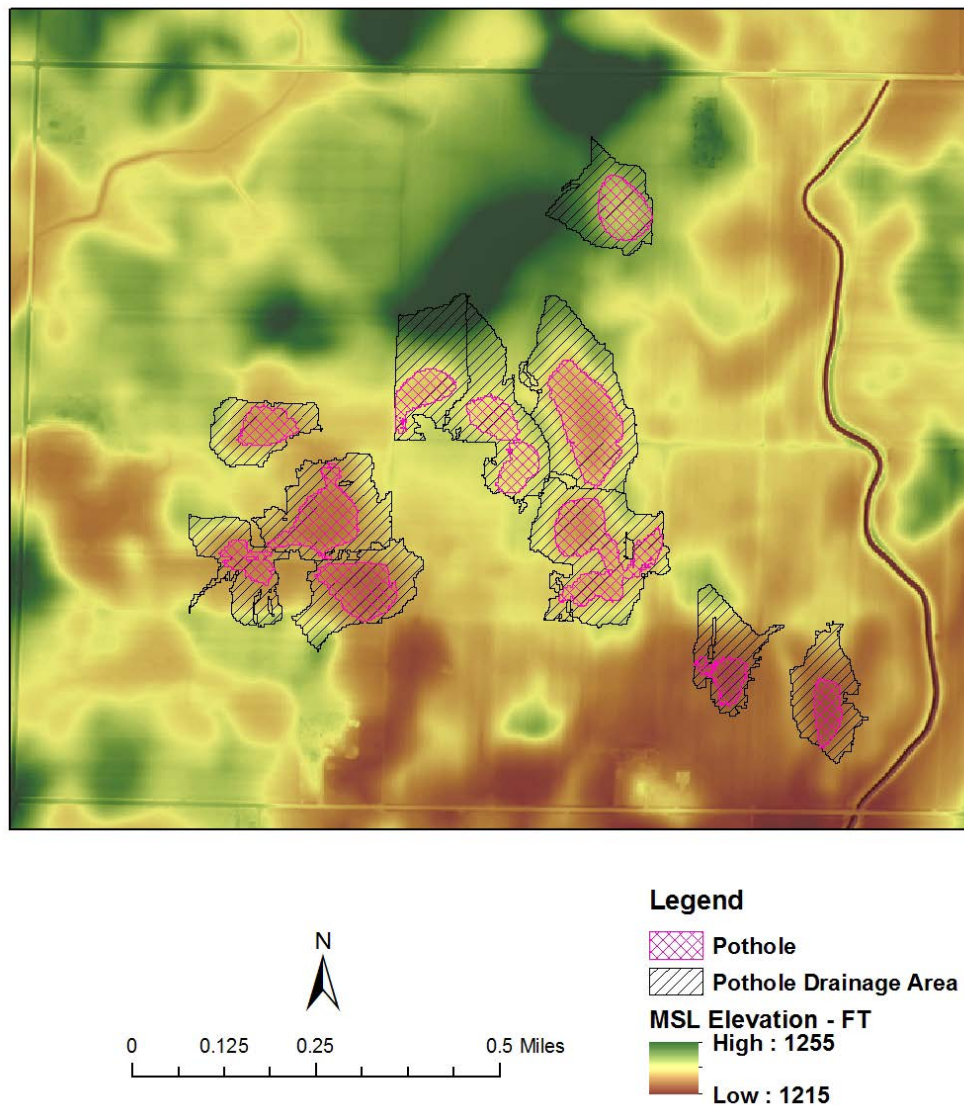 N
0 0.125 0.25 0.5 Miles
Legend
Pothole
Pothole Drainage Area
MSL Elevation - FT
High : 1255
Low : 1215